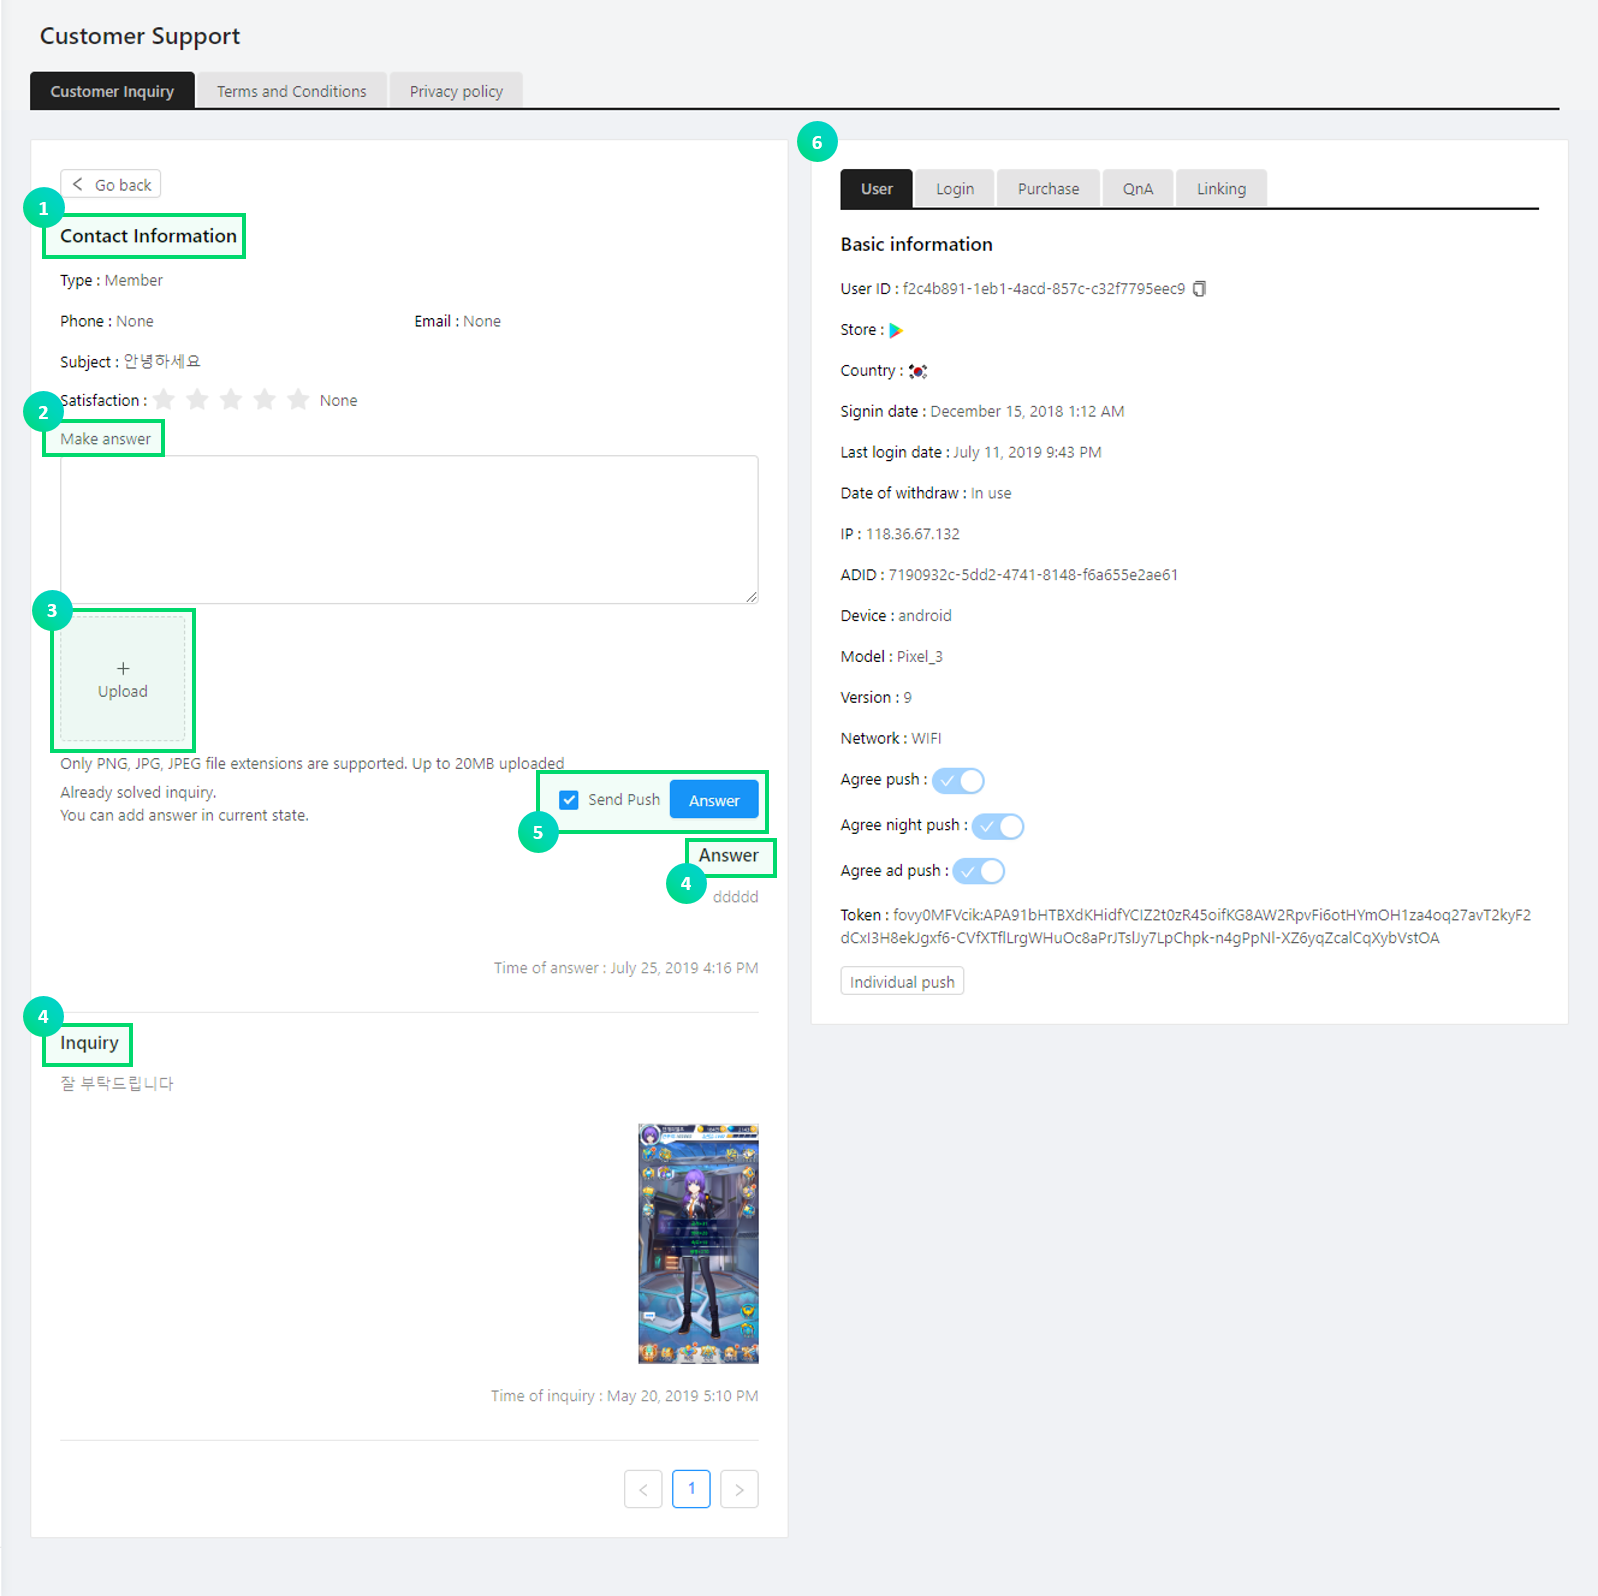 Customer Support
Customer Inquiry
Terms and Conditions
Privacy policy
Go back
1
Contact Information
Type : Member
Phone : None
Email : None
Subject : 안녕하세요
Satisfaction :
None
2
Make answer
3
+
Upload
Only PNG, JPG, JPEG file extensions are supported. Up to 20MB uploaded
Already solved inquiry.
You can add answer in current state.
Send Push
Answer
5
Answer
4
ddddd
Time of answer : July 25, 2019 4:16 PM
4
Inquiry
잘 부탁드립니다
Time of inquiry : May 20, 2019 5:10 PM
<
1
>
6
User
Login
Purchase
QnA
Linking
Basic information
User ID : f2c4b891-1eb1-4acd-857c-c32f7795eec9
Store :
Country :
Signin date : December 15, 2018 1:12 AM
Last login date : July 11, 2019 9:43 PM
Date of withdraw : In use
IP : 118.36.67.132
ADID : 7190932c-5dd2-4741-8148-f6a655e2ae61
Device : android
Model : Pixel_3
Version : 9
Network : WIFI
Agree push :
Agree night push :
Agree ad push :
Token : fovy0MFVcik:APA91bHTBXdKHidfYCIZ2t0zR45oifKG8AW2RpvFi6otHYmOH1za4oq27avT2kyF2
dCxI3H8ekJgxf6-CVfXTflLrgWHuOc8aPrJTslJy7LpChpk-n4gPpNl-XZ6yqZcalCqXybVstOA
Individual push